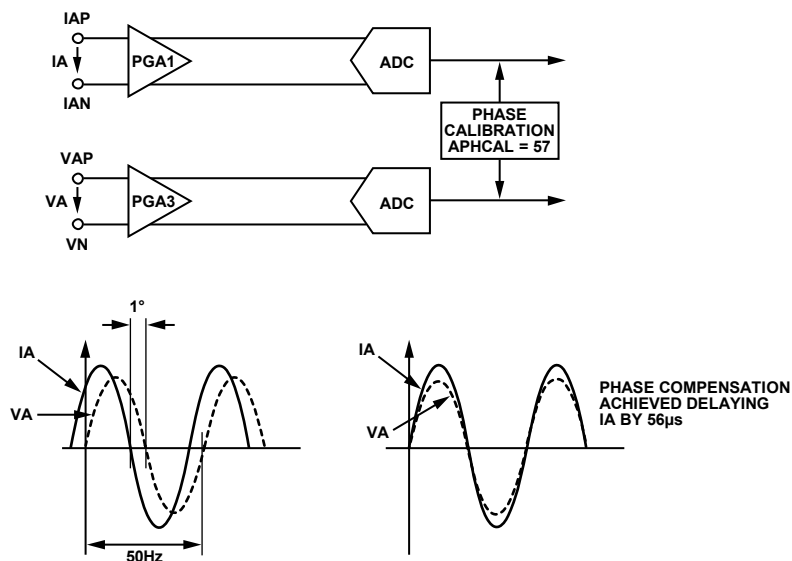 IAP
IA
IAN
PGA1
ADC
PHASE
CALIBRATION
APHCAL = 57
VAP
VA
VN
PGA3
ADC
1°
IA
VA
50Hz
IA
VA
PHASE COMPENSATION
ACHIEVED DELAYING
IA BY 56µs